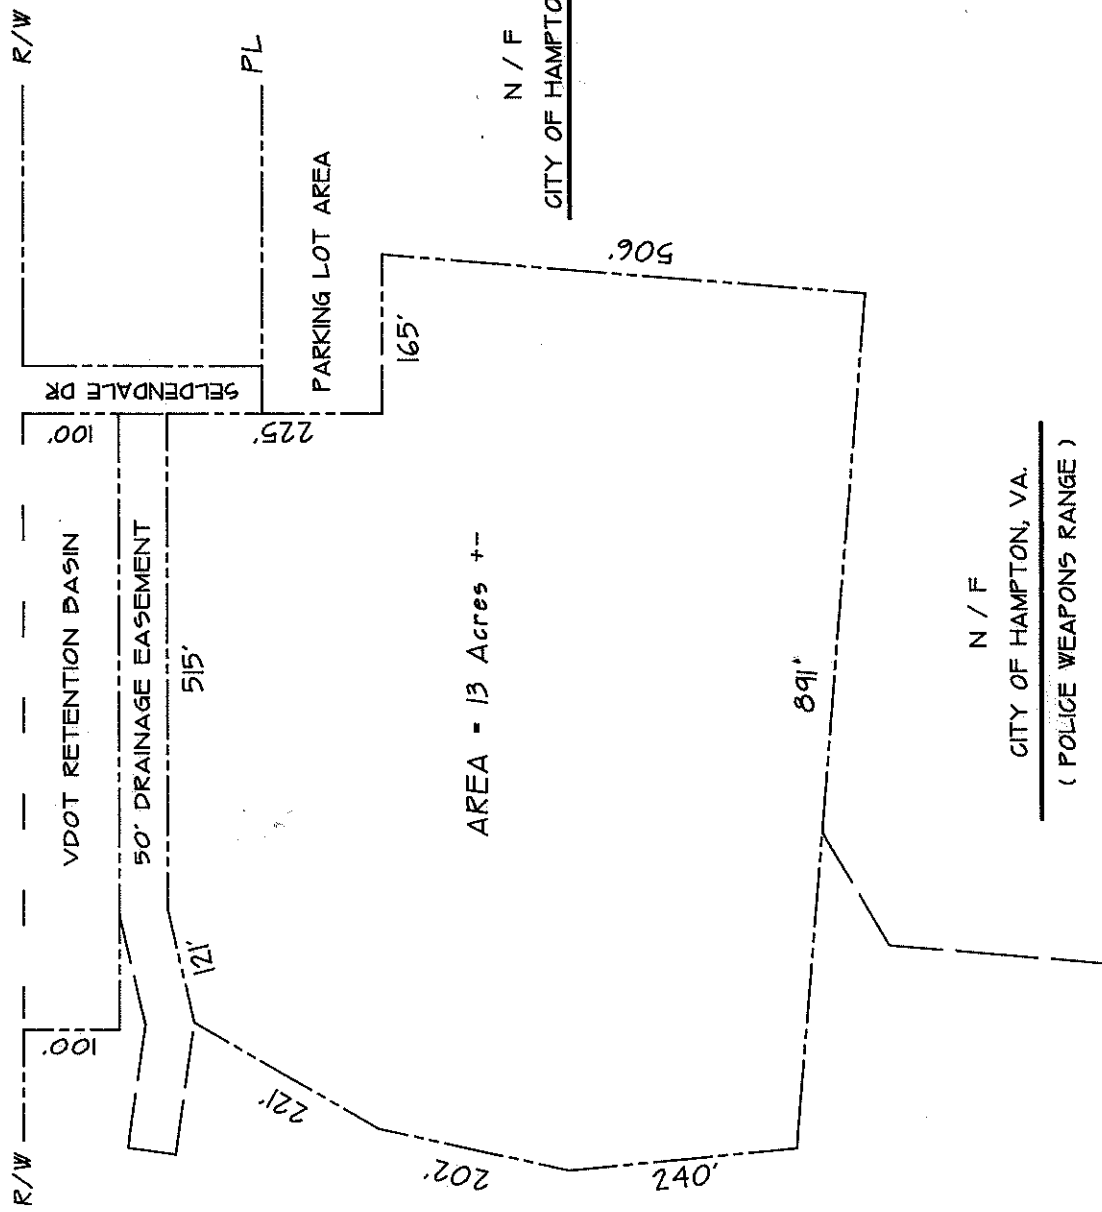 R/W
PL
N / F
CITY OF HAMPTO
PARKING LOT AREA
SELDENDALE DR
100'
VDOT RETENTION BASIN
50' DRAINAGE EASEMENT
225'
165'
506'
515'
121'
100'
R/W
221'
202'
240'
AREA = 13 Acres +-
891'
N / F
CITY OF HAMPTON, VA.
( POLICE WEAPONS RANGE )